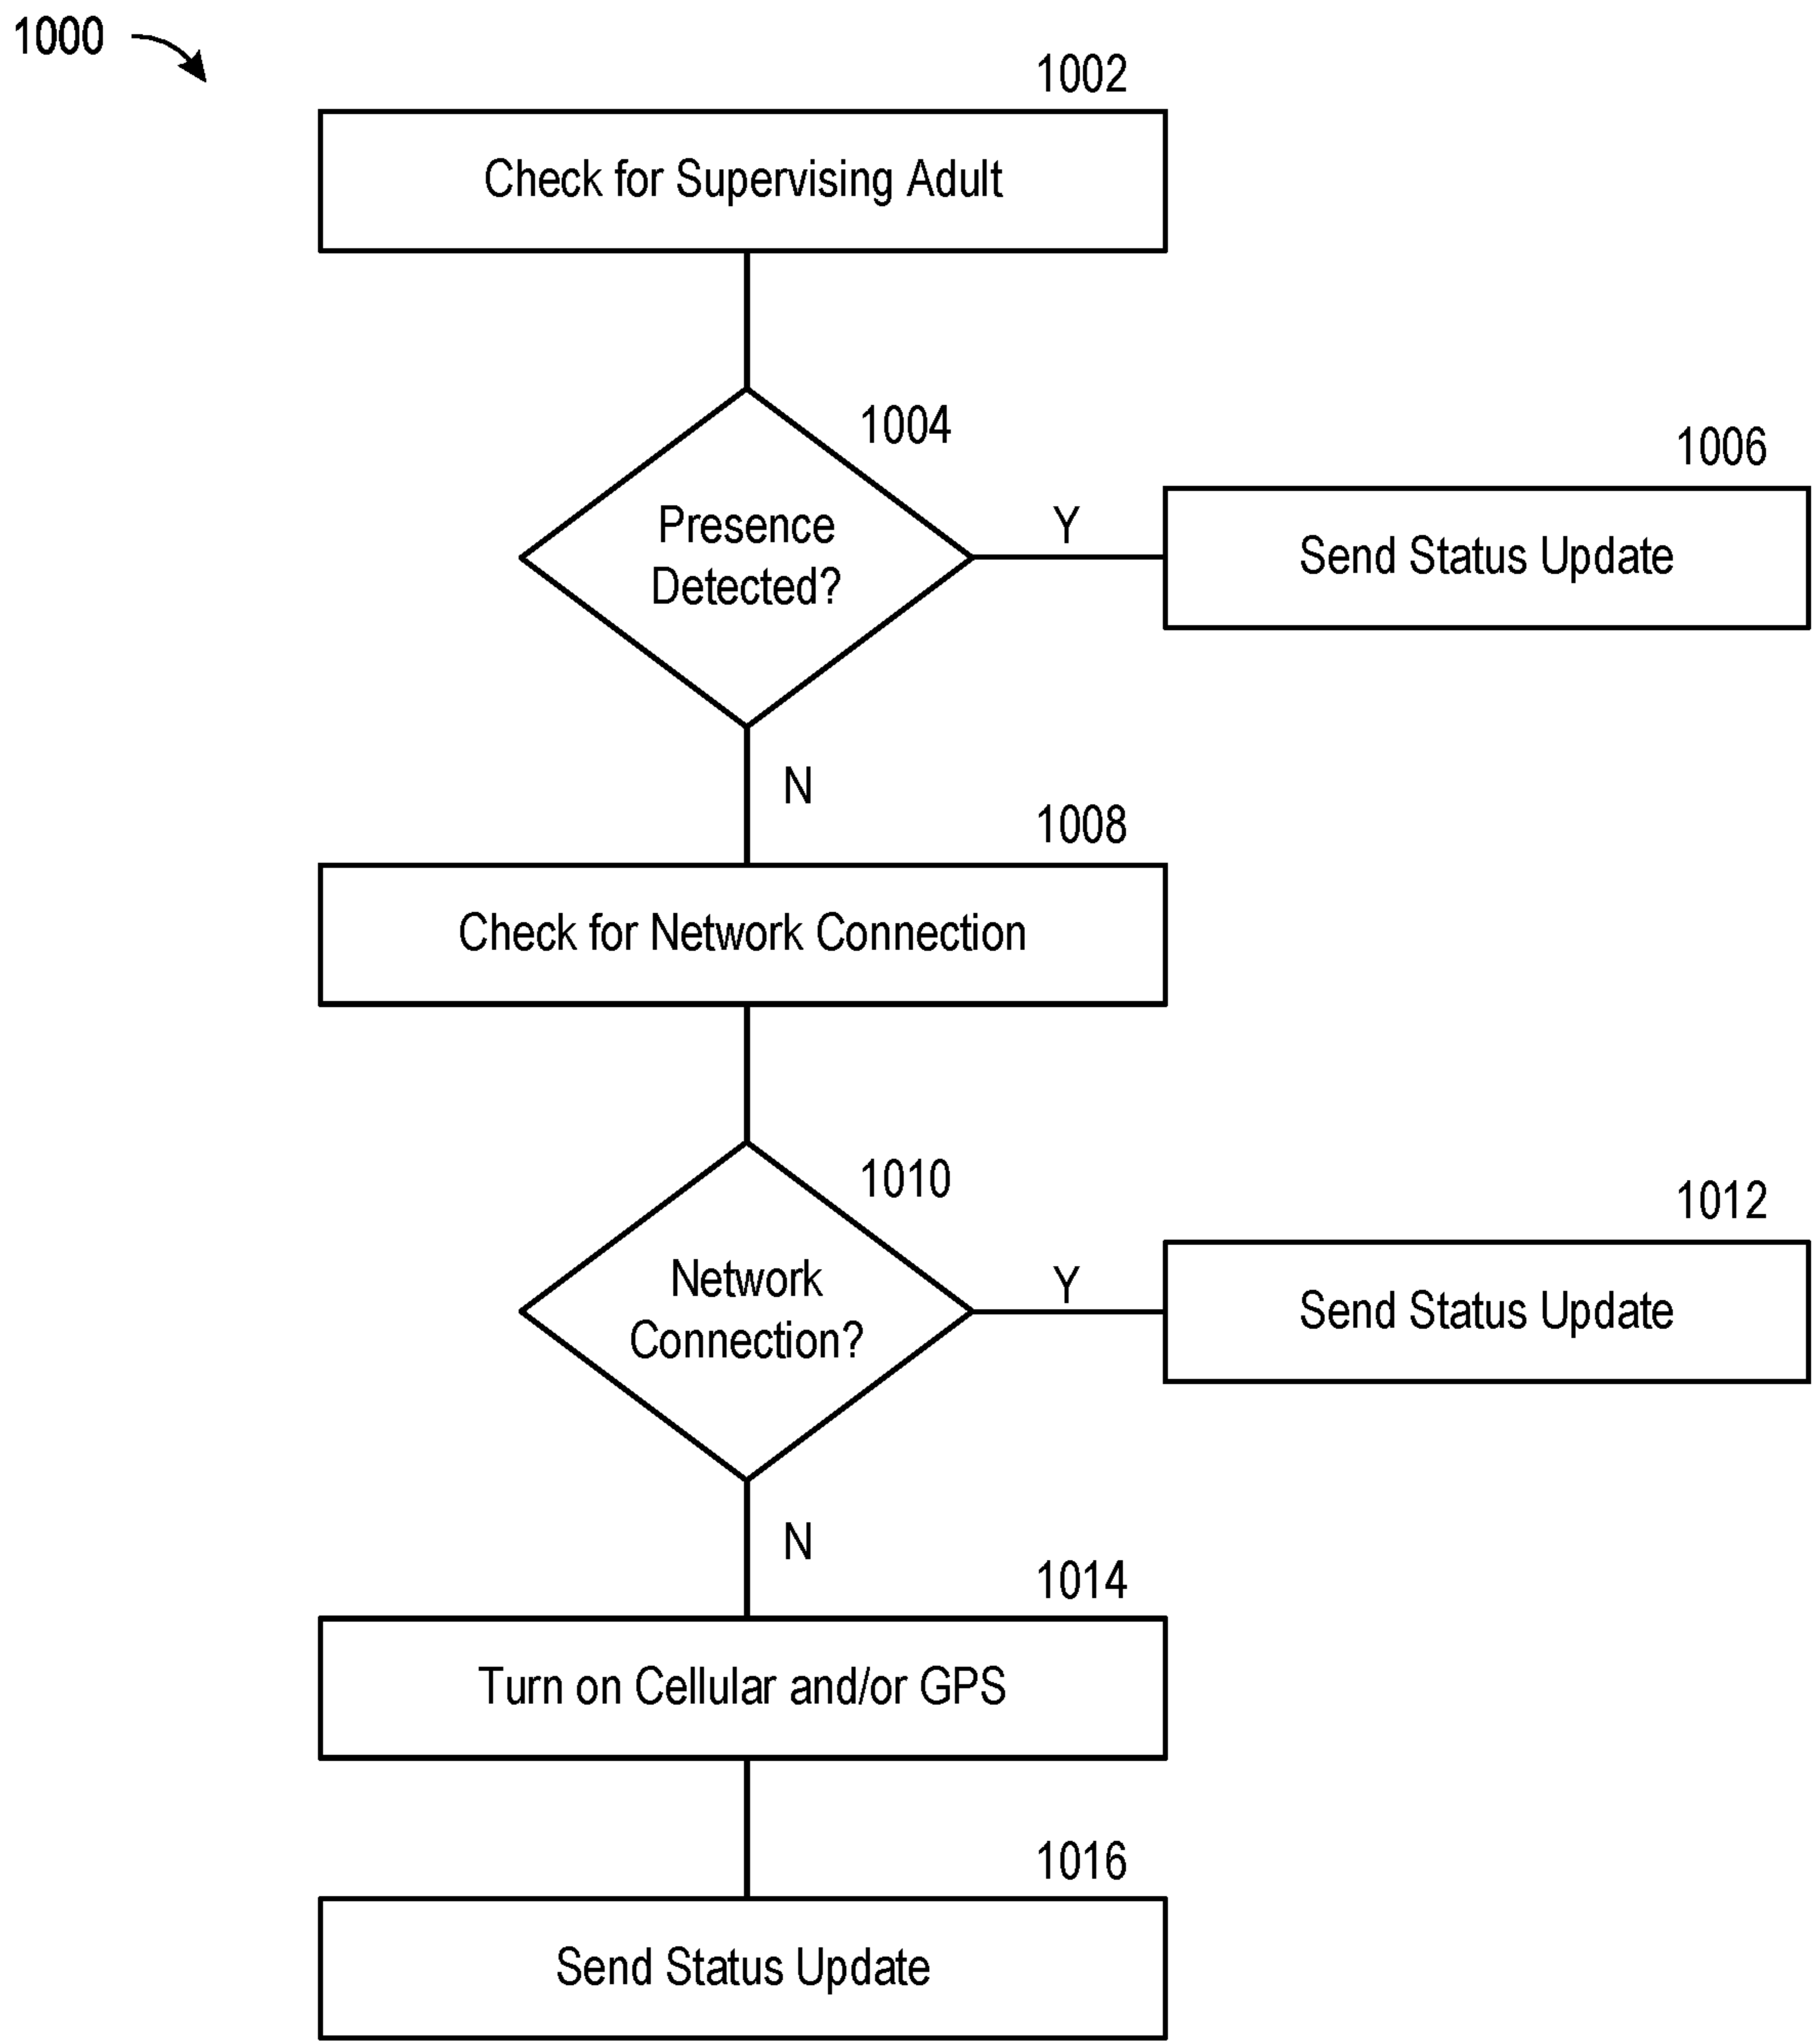 1000
1002
Check for Supervising Adult
1004
Presence
Detected?
Y
1006
Send Status Update
N
1008
Check for Network Connection
1010
Network
Connection?
Y
1012
Send Status Update
N
1014
Turn on Cellular and/or GPS
1016
Send Status Update